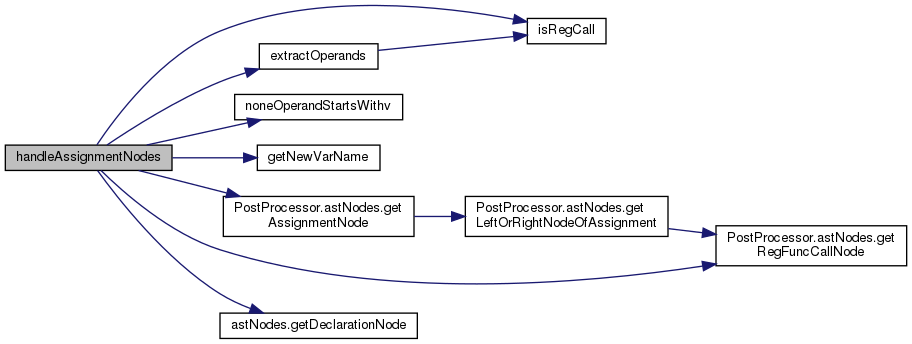 isRegCall
extractOperands
noneOperandStartsWithv
handleAssignmentNodes
getNewVarName
PostProcessor.astNodes.get
AssignmentNode
PostProcessor.astNodes.get
LeftOrRightNodeOfAssignment
PostProcessor.astNodes.get
RegFuncCallNode
astNodes.getDeclarationNode